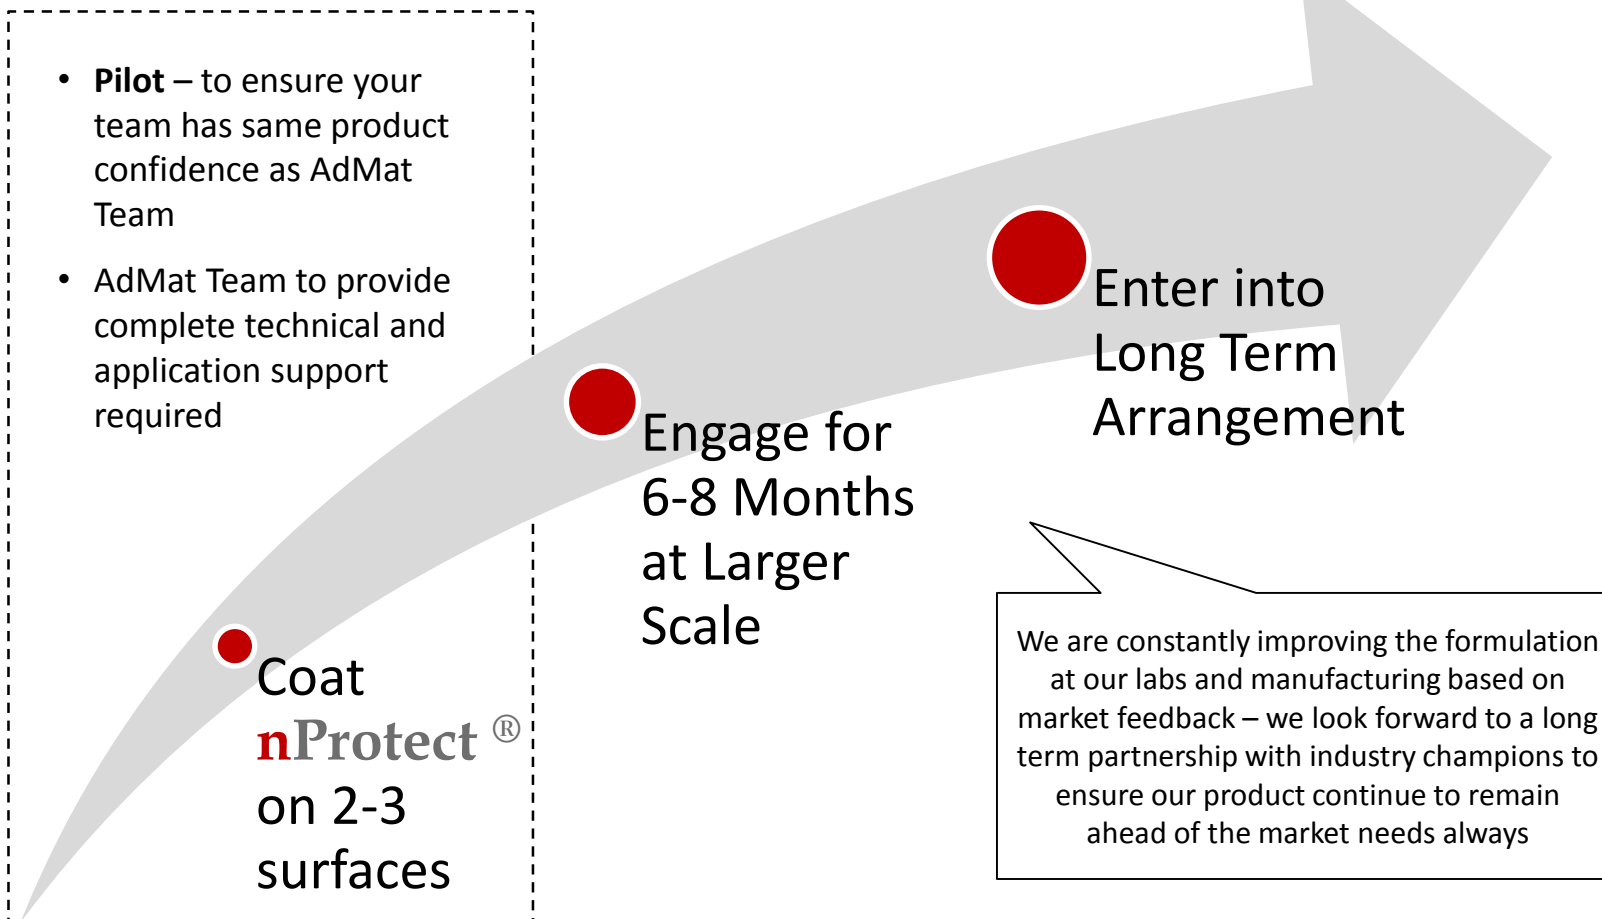 • Pilot – to ensure your
team has same product
confidence as AdMat
Team
• AdMat Team to provide
complete technical and
application support
required
Coat
nProtect ®
on 2-3
surfaces
Engage for
6-8 Months
at Larger
Scale
Enter into
Long Term
Arrangement
We are constantly improving the formulation
at our labs and manufacturing based on
market feedback – we look forward to a long
term partnership with industry champions to
ensure our product continue to remain
ahead of the market needs always